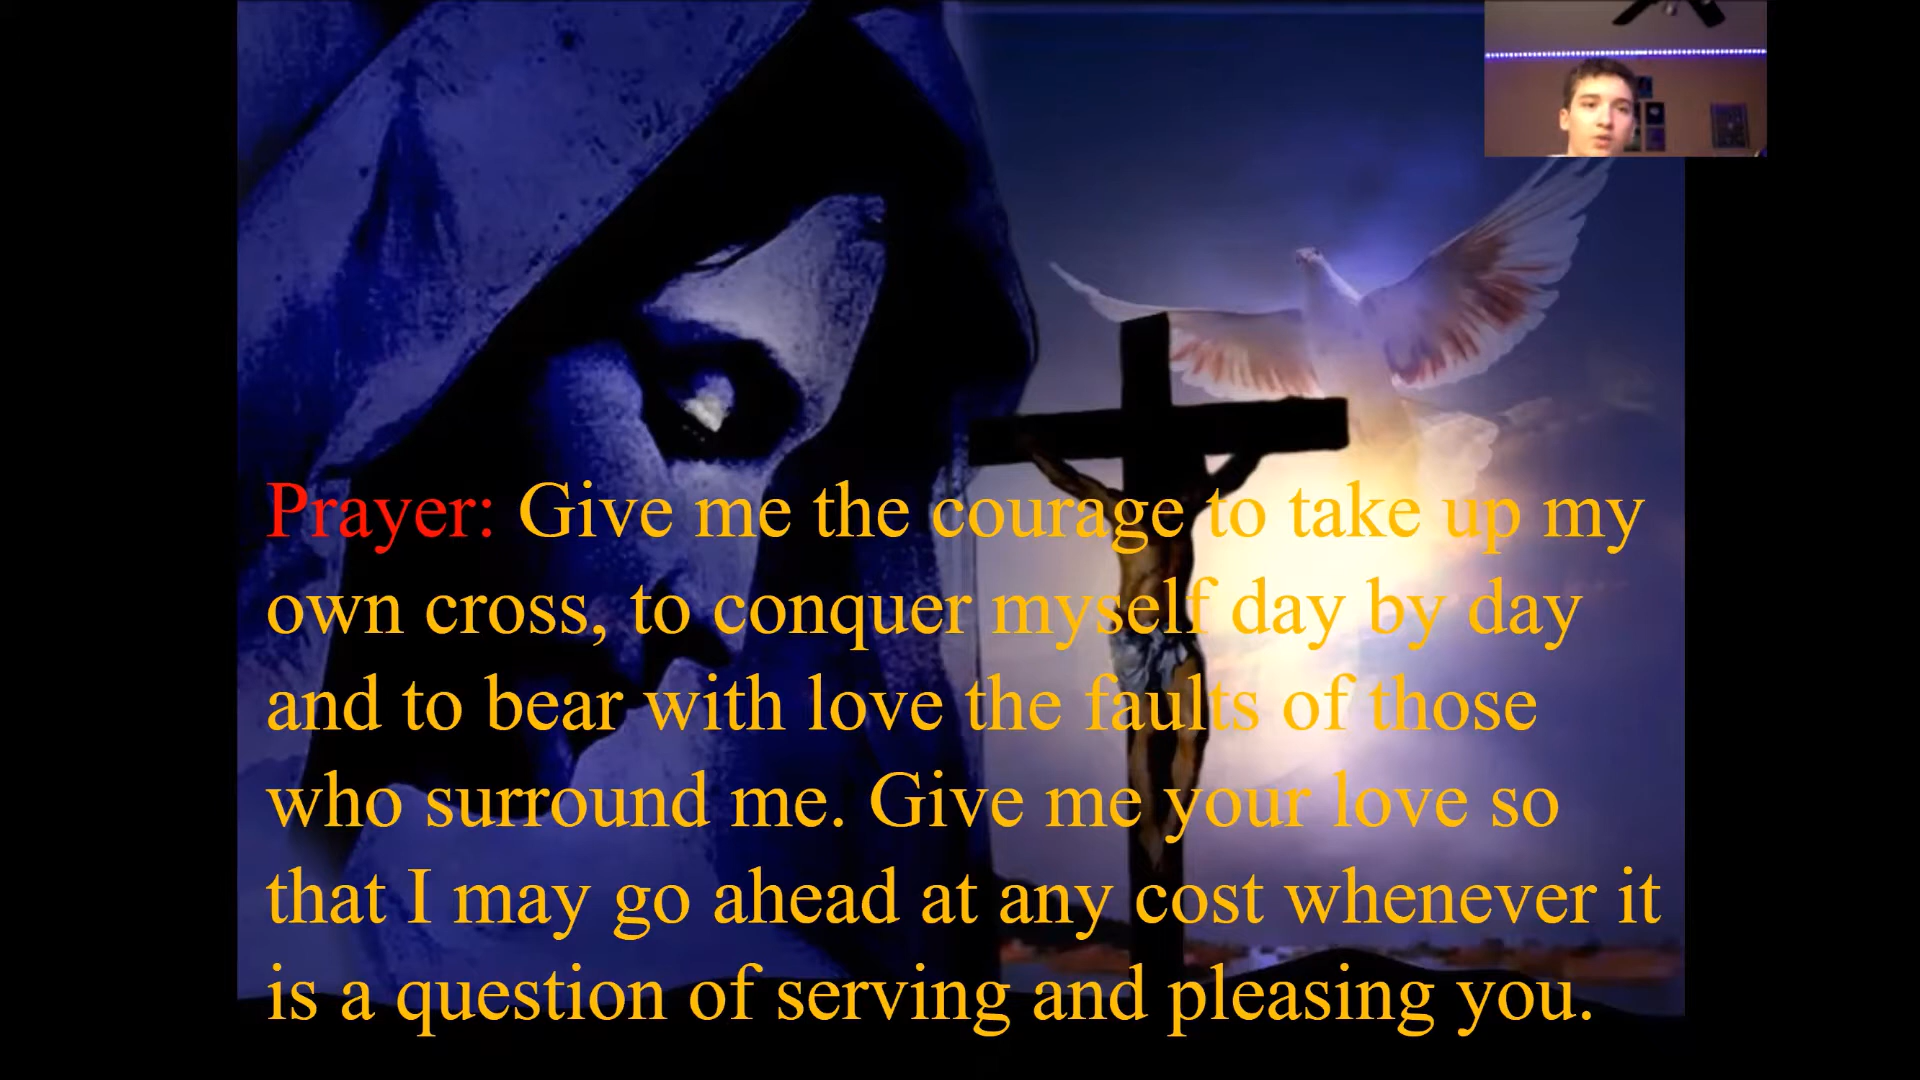 Prayer: Give me the courage to take up my
own cross, to conquer myself day by day
and to bear with love the faults of those
who surround me. Give me your love so
that I may go ahead at any cost whenever it
is a question of serving and pleasing you.